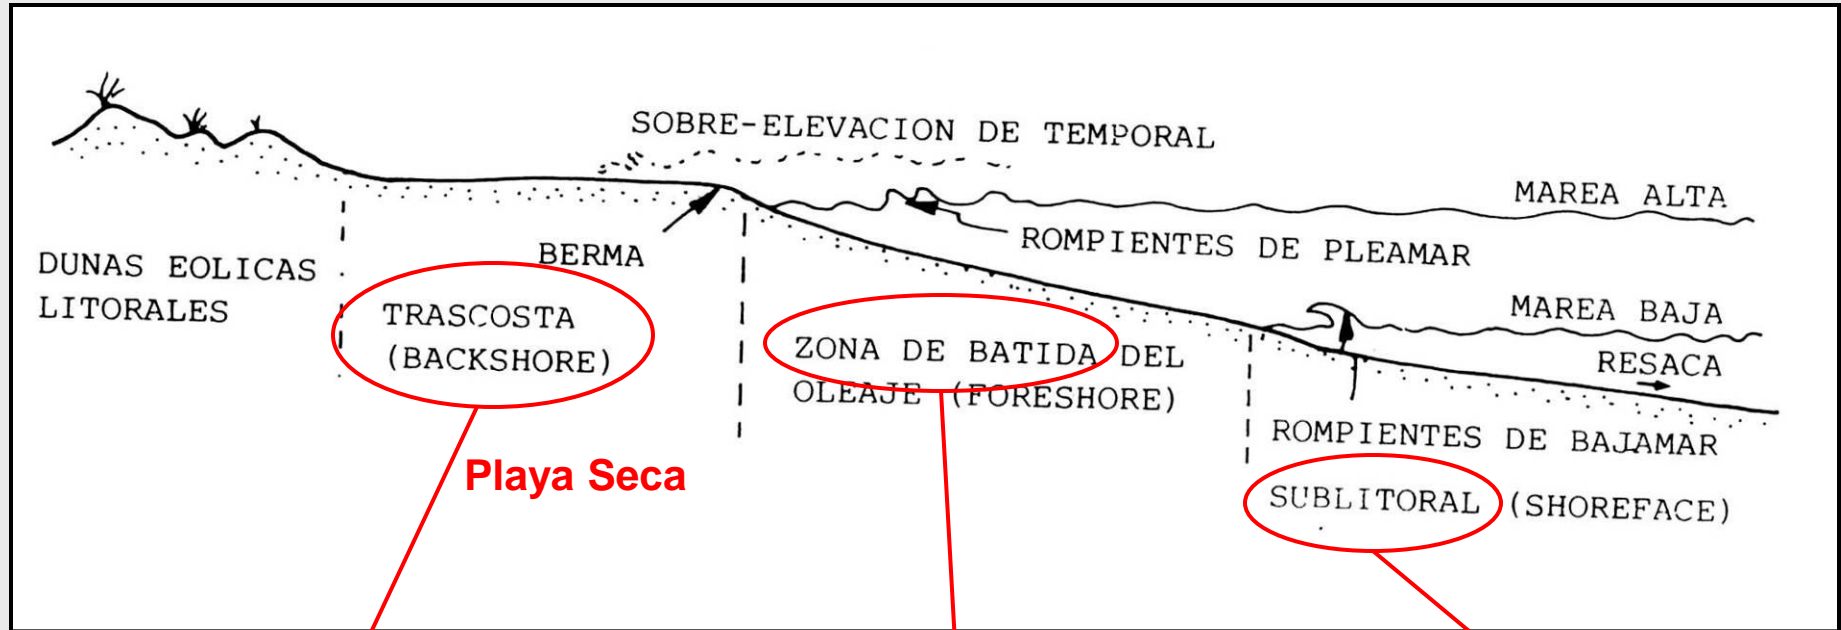 SOBRE-ELEVACION DE TEMPORAL
MAREA ALTA
ROMPIENTES DE PLEAMAR
BERMA
DUNAS EOLICAS
LITORALES
TRASCOSTA
(BACKSHORE)
MAREA BAJA
ZONA DE BATIDA DEL
OLEAJE (FORESHORE)
RESACA
ROMPIENTES DE BAJAMAR
Playa Seca
SUBLITORAL (SHOREFACE)